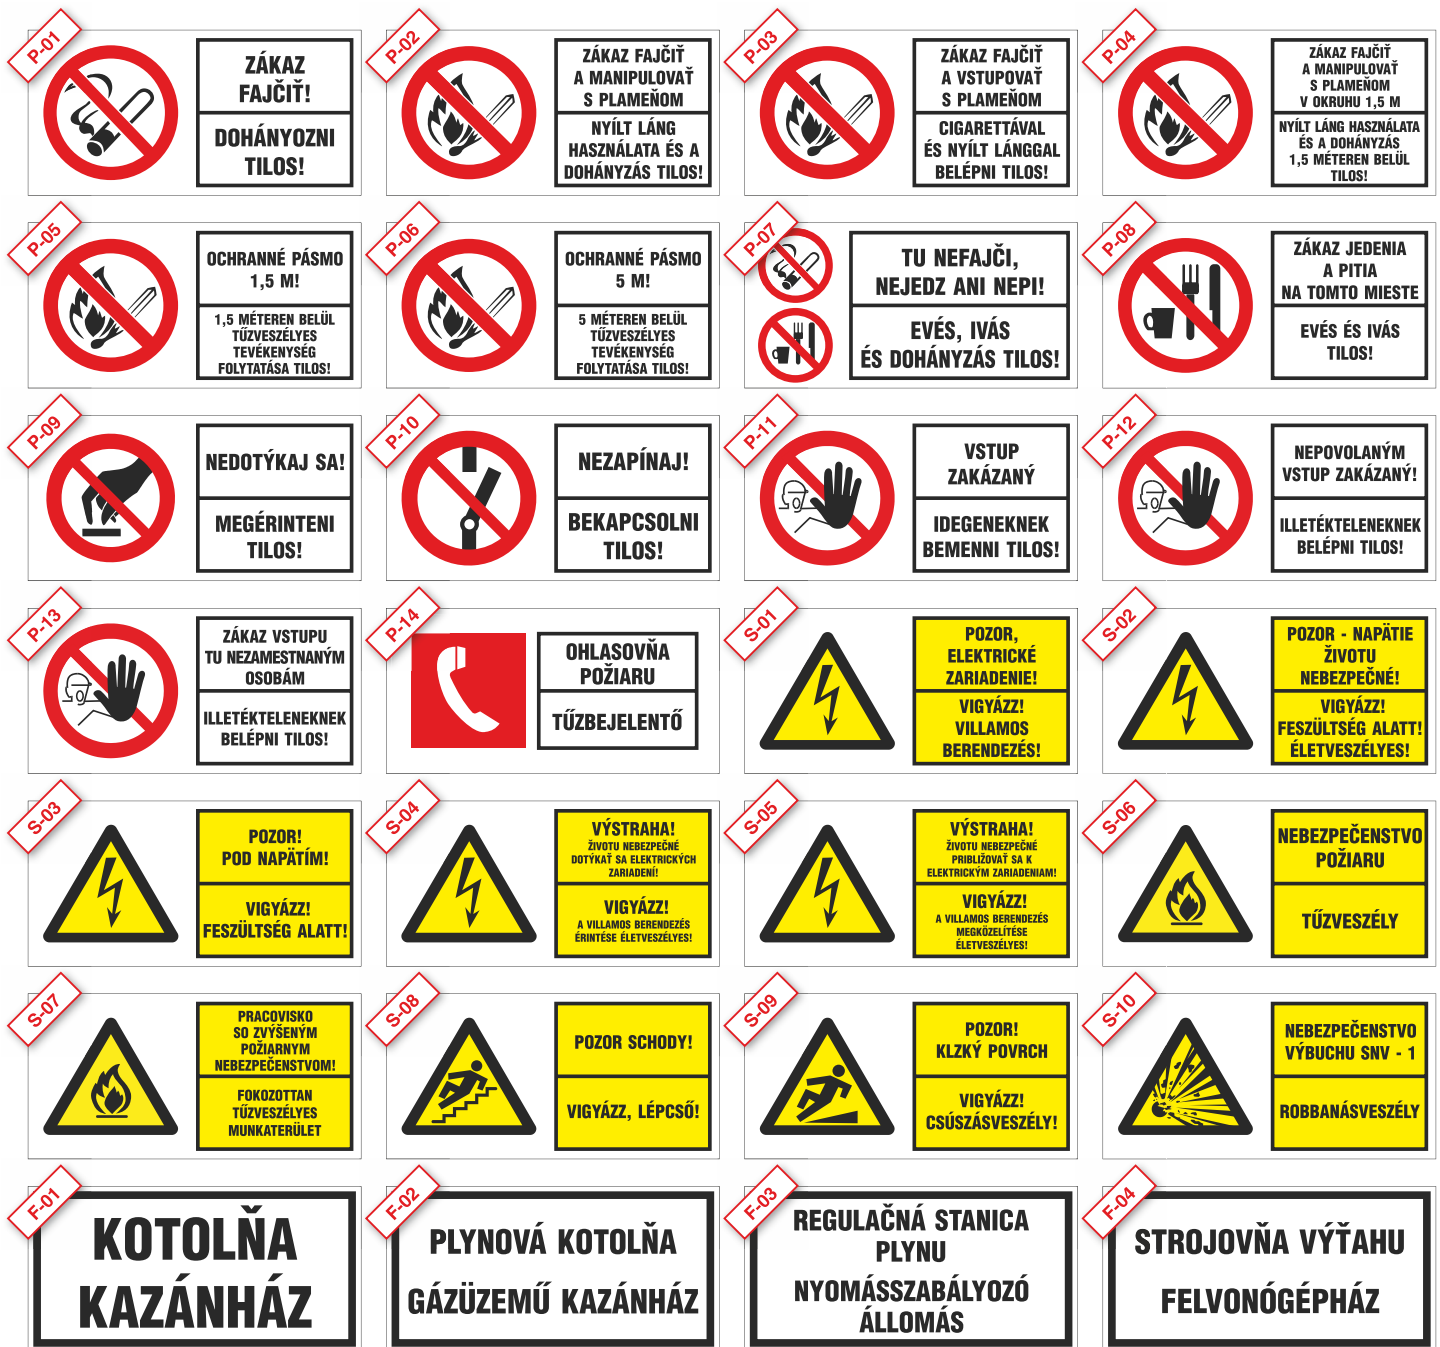 P-01
ZÁKAZ
FAJČIŤ!
DOHÁNYOZNI
TILOS!
P-02
ZÁKAZ FAJČIŤ
A MANIPULOVAŤ
S PLAMEŇOM
NYÍLT LÁNG
HASZNÁLATA ÉS A
DOHÁNYZÁS TILOS!
P-03
ZÁKAZ FAJČIŤ
A VSTUPOVAŤ
S PLAMEŇOM
CIGARETTÁVAL
ÉS NYÍLT LÁNGGAL
BELÉPNI TILOS!
P-04
ZÁKAZ FAJČIŤ
A MANIPULOVAŤ
S PLAMEŇOM
V OKRUHU 1,5 M
NYÍLT LÁNG HASZNÁLATA
ÉS A DOHÁNYZÁS
1,5 MÉTEREN BELÜL
TILOS!
P-05
OCHRANNÉ PÁSMO
1,5 M!
1,5 MÉTEREN BELÜL
TŰZVESZÉLYES
TEVÉKENYSÉG
FOLYTATÁSA TILOS!
P-06
OCHRANNÉ PÁSMO
5 M!
5 MÉTEREN BELÜL
TŰZVESZÉLYES
TEVÉKENYSÉG
FOLYTATÁSA TILOS!
P-07
TU NEFAJČI,
NEJEDZ ANI NEPI!
EVÉS, IVÁS
ÉS DOHÁNYZÁS TILOS!
P-08
ZÁKAZ JEDENIA
A PITIA
NA TOMTO MIESTE
EVÉS ÉS IVÁS
TILOS!
P-09
NEDOTÝKAJ SA!
MEGÉRINTENI
TILOS!
P-10
NEZAPÍNAJ!
BEKAPCSOLNI
TILOS!
P-11
VSTUP
ZAKÁZANÝ
IDEGENEKNEK
BEMENNI TILOS!
P-12
NEPOVOLANÝM
VSTUP ZAKÁZANÝ!
ILLETÉKTELENEKNEK
BELÉPNI TILOS!
P-13
ZÁKAZ VSTUPU
TU NEZAMESTNANÝM
OSOBÁM
ILLETÉKTELENEKNEK
BELÉPNI TILOS!
P-14
OHLASOVŇA
POŽIARU
TŰZBEJELENTŐ
S-01
POZOR,
ELEKTRICKÉ
ZARIADENIE!
VIGYÁZZ!
VILLAMOS
BERENDEZÉS!
S-02
POZOR - NAPÄTIE
ŽIVOTU
NEBEZPEČNÉ!
VIGYÁZZ!
FESZÜLTSÉG ALATT!
ÉLETVESZÉLYES!
S-03
POZOR!
POD NAPÄTÍM!
VIGYÁZZ!
FESZÜLTSÉG ALATT!
S-04
VÝSTRAHA!
ŽIVOTU NEBEZPEČNÉ
DOTÝKAŤ SA ELEKTRICKÝCH
ZARIADENÍ!
VIGYÁZZ!
A VILLAMOS BERENDEZÉS
ÉRINTÉSE ÉLETVESZÉLYES!
S-05
VÝSTRAHA!
ŽIVOTU NEBEZPEČNÉ
PRIBLIŽOVAŤ SA K
ELEKTRICKÝM ZARIADENIAM!
VIGYÁZZ!
A VILLAMOS BERENDEZÉS
MEGKÖZELÍTÉSE
ÉLETVESZÉLYES!
S-06
NEBEZPEČENSTVO
POŽIARU
TŰZVESZÉLY
S-07
PRACOVISKO
SO ZVÝŠENÝM
POŽIARNYM
NEBEZPEČENSTVOM!
FOKOZOTTAN
TŰZVESZÉLYES
MUNKATERÜLET
S-08
POZOR SCHODY!
VIGYÁZZ, LÉPCSŐ!
S-09
POZOR!
KLZKÝ POVRCH
VIGYÁZZ!
CSÚSZÁSVESZÉLY!
S-10
NEBEZPEČENSTVO
VÝBUCHU SNV - 1
ROBBANÁSVESZÉLY
F-01
KOTOLŇA
KAZÁNHÁZ
F-02
PLYNOVÁ KOTOLŇA
GÁZÜZEMŰ KAZÁNHÁZ
F-03
REGULAČNÁ STANICA
PLYNU
NYOMÁSSZABÁLYOZÓ
ÁLLOMÁS
F-04
STROJOVŇA VÝŤAHU
FELVONÓGÉPHÁZ